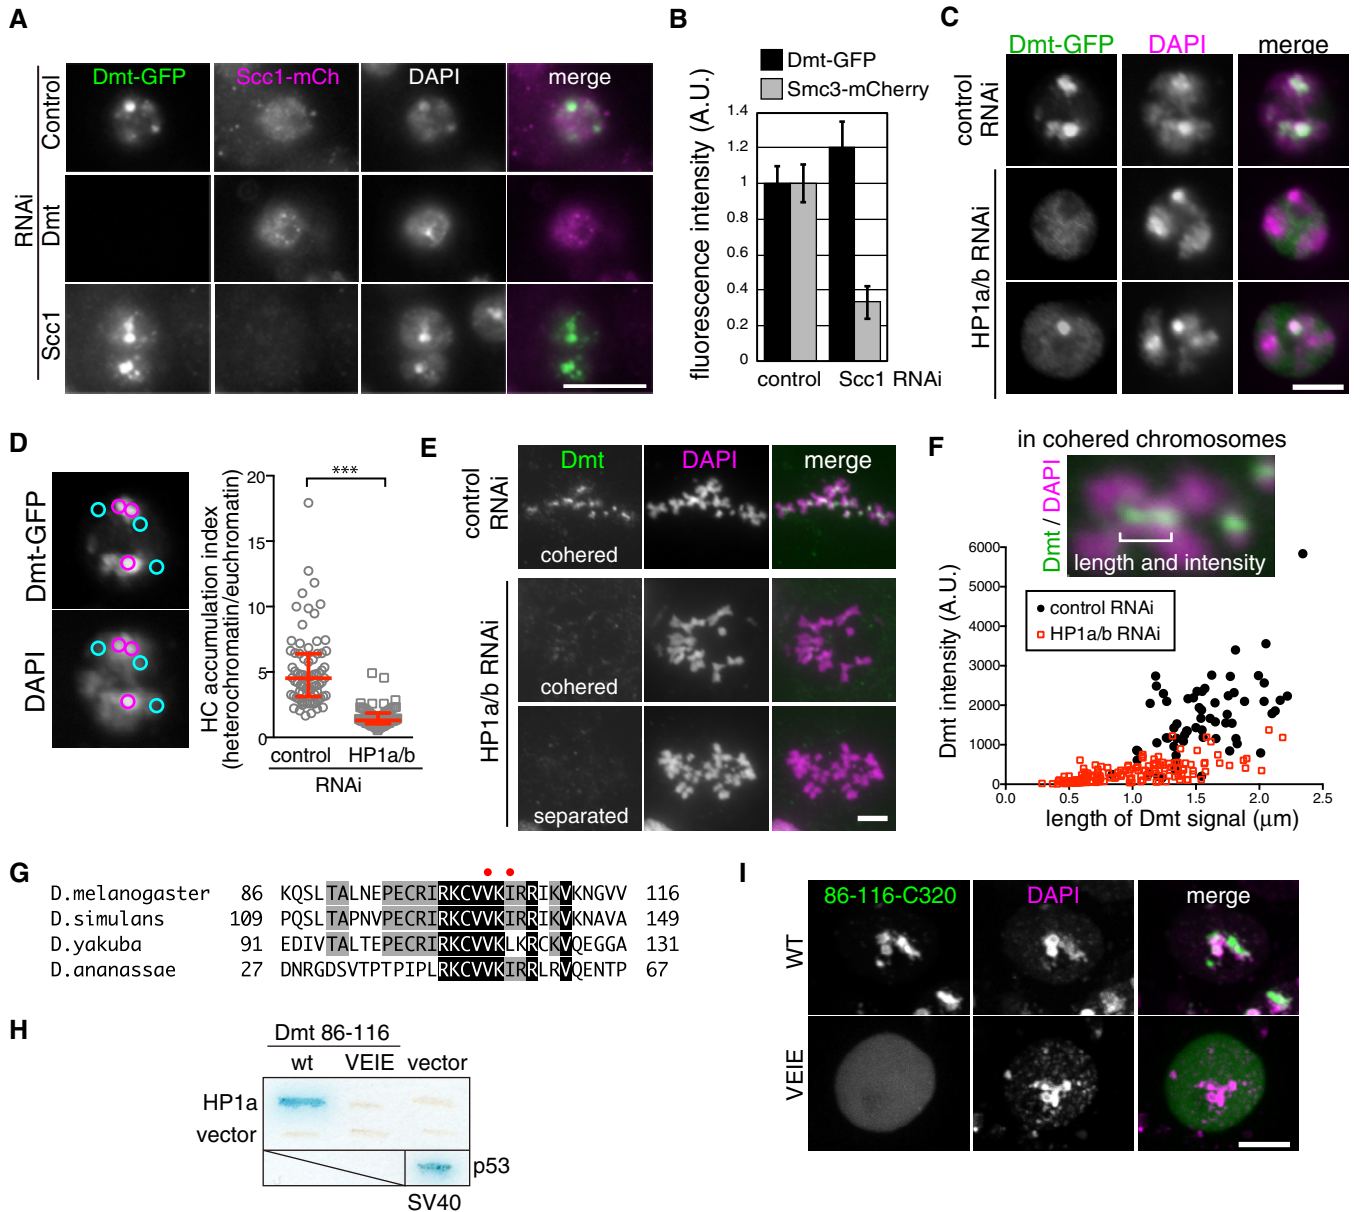 A
Dmt-GFP Scc1-mCh DAPI merge
RNAi
Control
Dmt
Scc1
B
Dmt-GFP
Smc3-mCherry
fluorescence intensity (A.U.)
1.4
1.2
1
0.8
0.6
0.4
0.2
0
control Scc1 RNAi
C
Dmt-GFP DAPI merge
control RNAi
HP1a/b RNAi
D
Dmt-GFP
DAPI
HC accumulation index
(heterochromatin/euchromatin)
20
15
10
5
0
***
control HP1a/b
RNAi
E
Dmt DAPI merge
control RNAi
cohered
HP1a/b RNAi
cohered
separated
F
in cohered chromosomes
Dmt / DAPI
length and intensity
Dmt intensity (A.U.)
6000
5000
4000
3000
2000
1000
0
control RNAi
HP1a/b RNAi
0.0 0.5 1.0 1.5 2.0 2.5
length of Dmt signal (µm)
G
D.melanogaster 86 KQSLTALNEPECRIRKCVVKIRRIKVKNGVV 116
D.simulans 109 PQSLTAPNVPECRIRKCVVKIRRIKVKNAVA 149
D.yakuba 91 EDIVTALTEPECRIRKCVVKLKRCKVQEGGA 131
D.ananassae 27 DNRGDSVTPTPIPLRKCVVKIRRLRVQENTP 67
H
Dmt 86-116
wt VEIE vector
HP1a
vector
p53
SV40
I
86-116-C320 DAPI merge
WT
VEIE